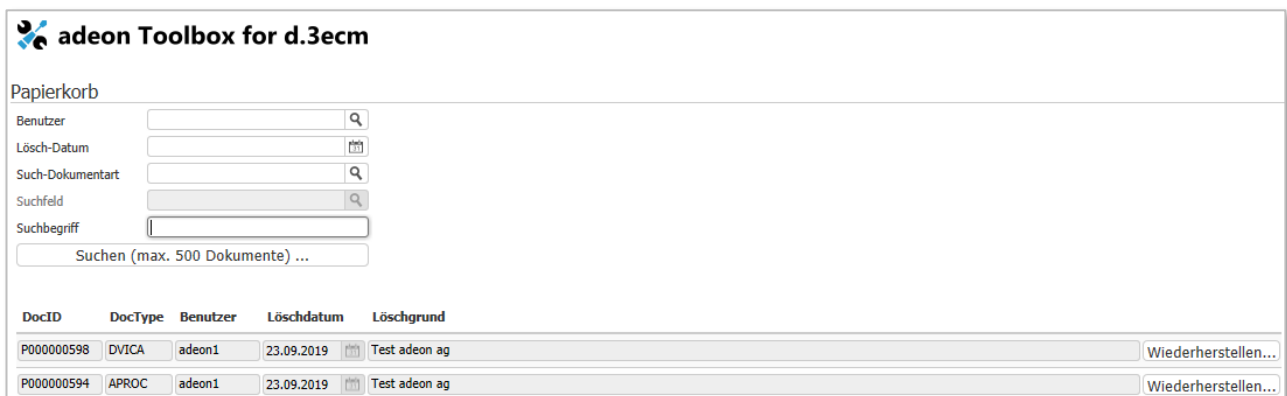 adeon Toolbox for d.3ecm
Papierkorb
Benutzer
Lösch-Datum
Such-Dokumentart
Suchfeld
Suchbegriff
Suchen (max. 500 Dokumente) ...
DocID DocType Benutzer Löschdatum Löschgrund
P000000598 DVICA adeon1 23.09.2019 Test adeon ag Wiederherstellen...
P000000594 APROC adeon1 23.09.2019 Test adeon ag Wiederherstellen...